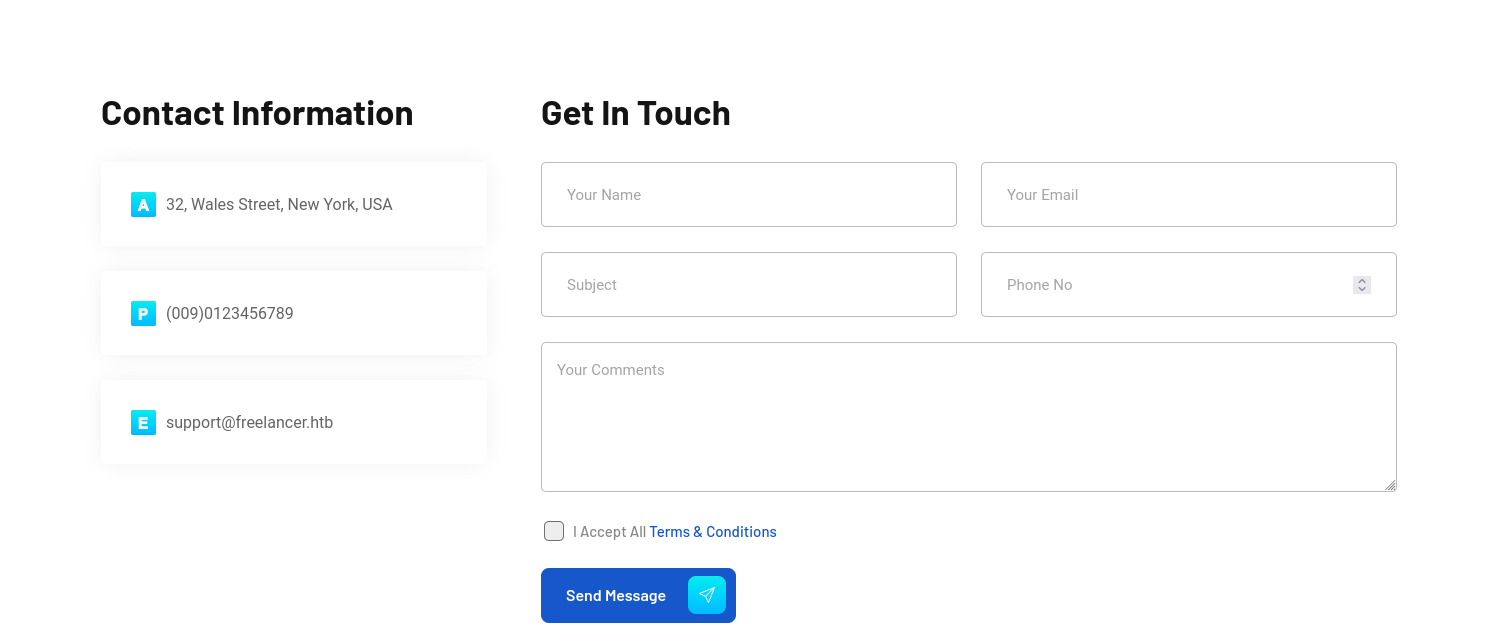 Contact Information
A 32, Wales Street, New York, USA
P (009)0123456789
E support@freelancer.htb
Get In Touch
Your Name
Your Email
Subject
Phone No
Your Comments
I Accept All Terms & Conditions
Send Message